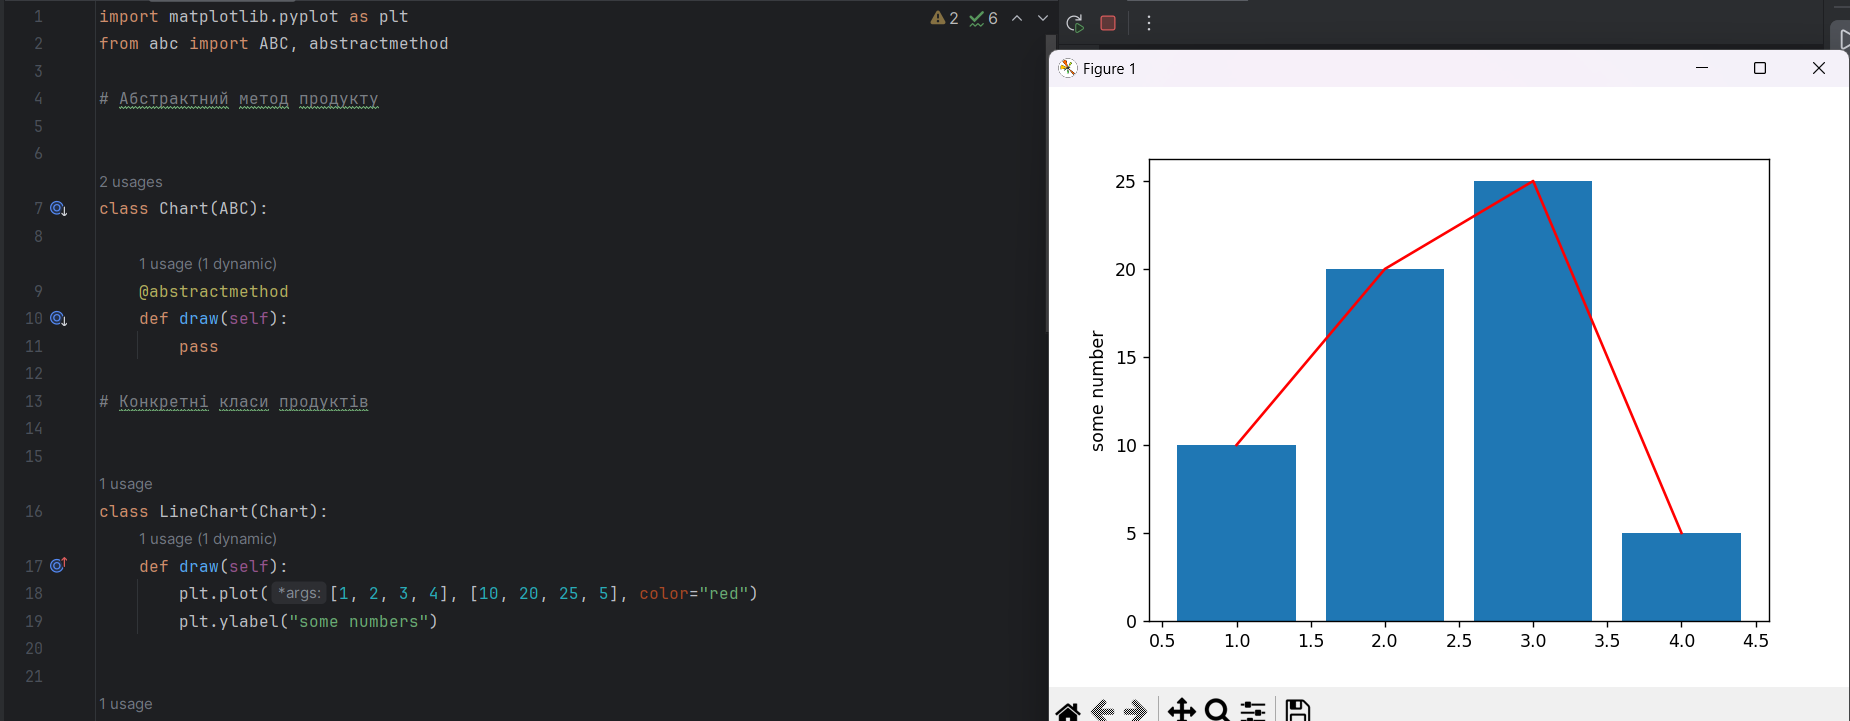 1 import matplotlib.pyplot as plt
2 from abc import ABC, abstractmethod
3
4 # Абстрактний метод продукту
5
6
2 usages
7 class Chart(ABC):
8
1 usage (1 dynamic)
9 @abstractmethod
10 def draw(self):
11 pass
12
13 # Конкретні класи продуктів
14
15
1 usage
16 class LineChart(Chart):
1 usage (1 dynamic)
17 def draw(self):
18 plt.plot( *args: [1, 2, 3, 4], [10, 20, 25, 5], color="red")
19 plt.ylabel("some numbers")
20
21
1 usage
2 6
Figure 1
25
20
15
10
5
0
some number
0.5 1.0 1.5 2.0 2.5 3.0 3.5 4.0 4.5